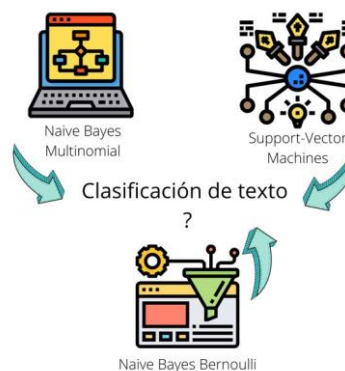 Naive Bayes
Multinomial
Support-Vector
Machines
Clasificación de texto
?
Naive Bayes Bernoulli